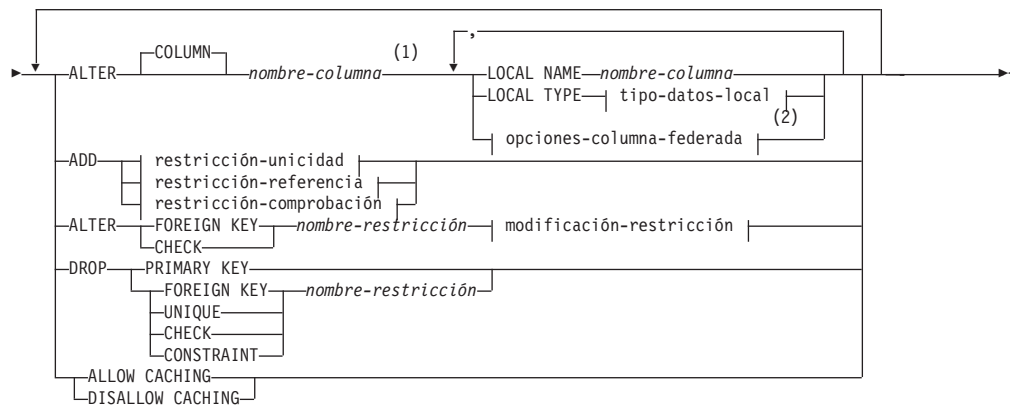 COLUMN
(1)
,
ALTER nombre-columna LOCAL NAME nombre-columna
LOCAL TYPE tipo-datos-local
(2)
opciones-columna-federada
ADD restricción-unicidad
restricción-referencia
restricción-comprobación
ALTER FOREIGN KEY nombre-restricción modificación-restricción
CHECK
DROP PRIMARY KEY
FOREIGN KEY nombre-restricción
UNIQUE
CHECK
CONSTRAINT
ALLOW CACHING
DISALLOW CACHING